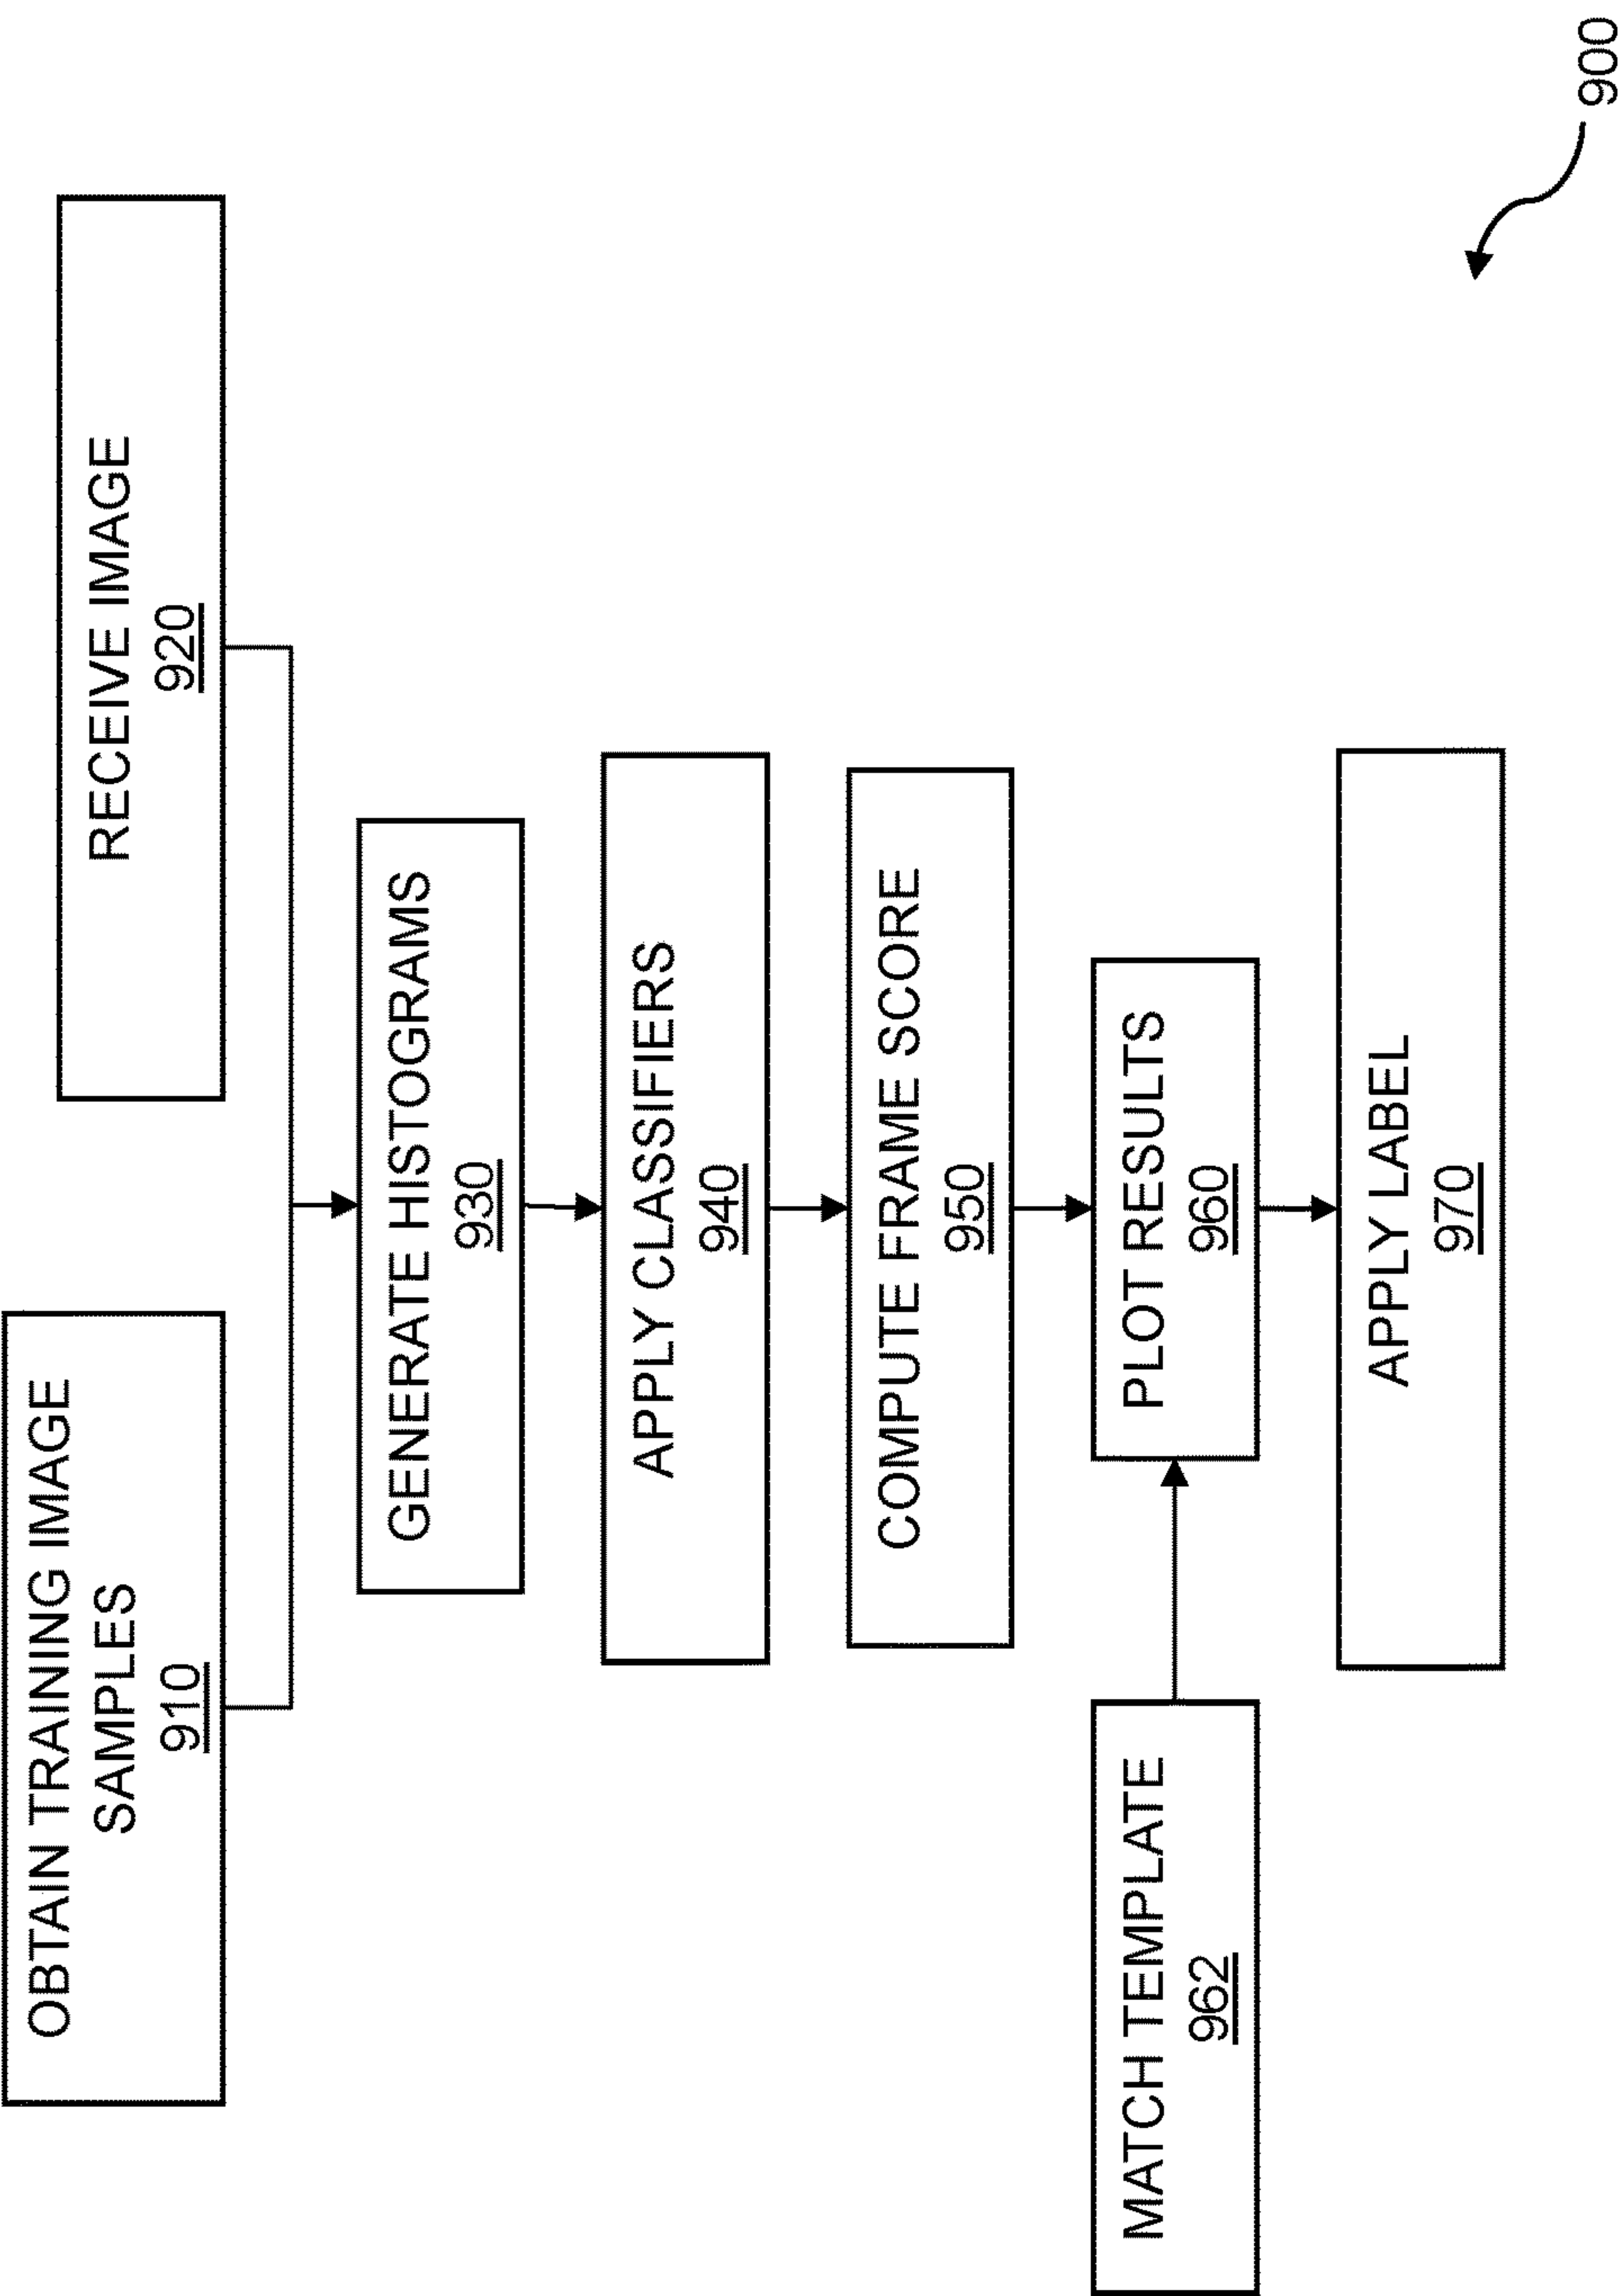 OBTAIN TRAINING IMAGE
SAMPLES
910
RECEIVE IMAGE
920
GENERATE HISTOGRAMS
930
APPLY CLASSIFIERS
940
COMPUTE FRAME SCORE
950
MATCH TEMPLATE
962
PLOT RESULTS
960
APPLY LABEL
970
900